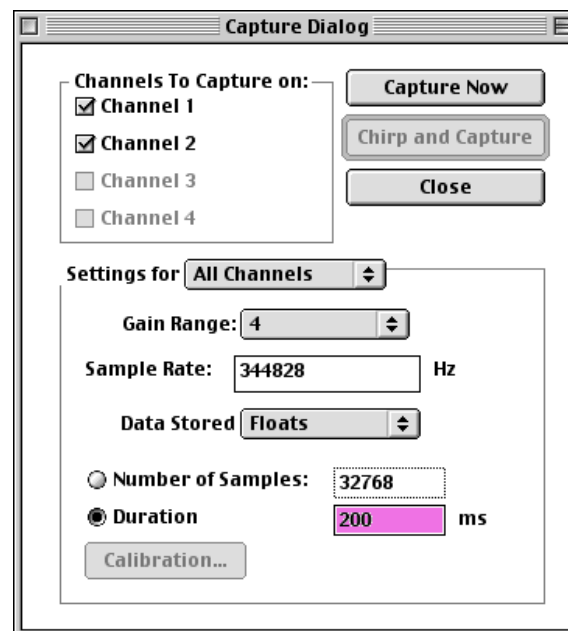 Capture Dialog
Channels To Capture on:
Channel 1
Channel 2
Channel 3
Channel 4
Capture Now
Chirp and Capture
Close
Settings for All Channels
Gain Range: 4
Sample Rate: 344828 Hz
Data Stored Floats
Number of Samples: 32768
Duration 200 ms
Calibration...